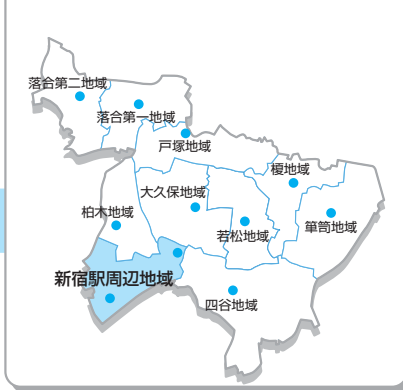 落合第二地域
落合第一地域
戸塚地域
榎地域
大久保地域
柏木地域
若松地域
箪笥地域
新宿駅周辺地域
四谷地域